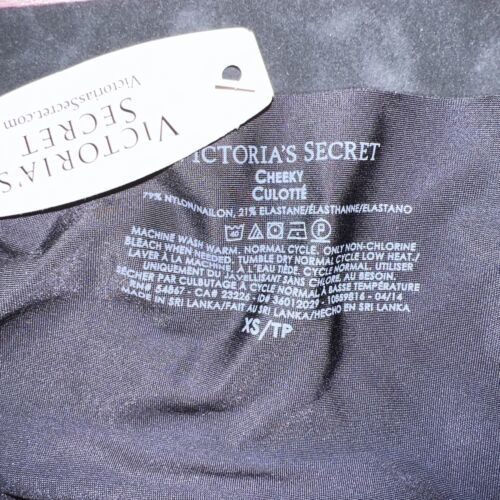 VICTORIA'S
SECRET
VictoriasSecret.com
VICTORIA'S SECRET
CHEEKY
CULOTTÉ
79% NYLON/NAILON, 21% ELASTANE/ÉLASTHANNE/ELASTANO
MACHINE WASH WARM, NORMAL CYCLE. ONLY NON-CHLORINE
BLEACH WHEN NEEDED. TUMBLE DRY NORMAL CYCLE LOW HEAT./
LAVER À LA MACHINE, À L'EAU TIÈDE, CYCLE NORMAL. UTILISER
UNIQUEMENT DU JAVELLISANT SANS CHLORE, AU BESOIN.
SÉCHER PAR CULBUTAGE À CYCLE NORMAL À BASSE TEMPÉRATURE
RN# 54867 - CA# 23226 - ID# 36012029 - 10889816 - 04/14
MADE IN SRI LANKA/FAIT AU SRI LANKA/HECHO EN SRI LANKA
XS/TP